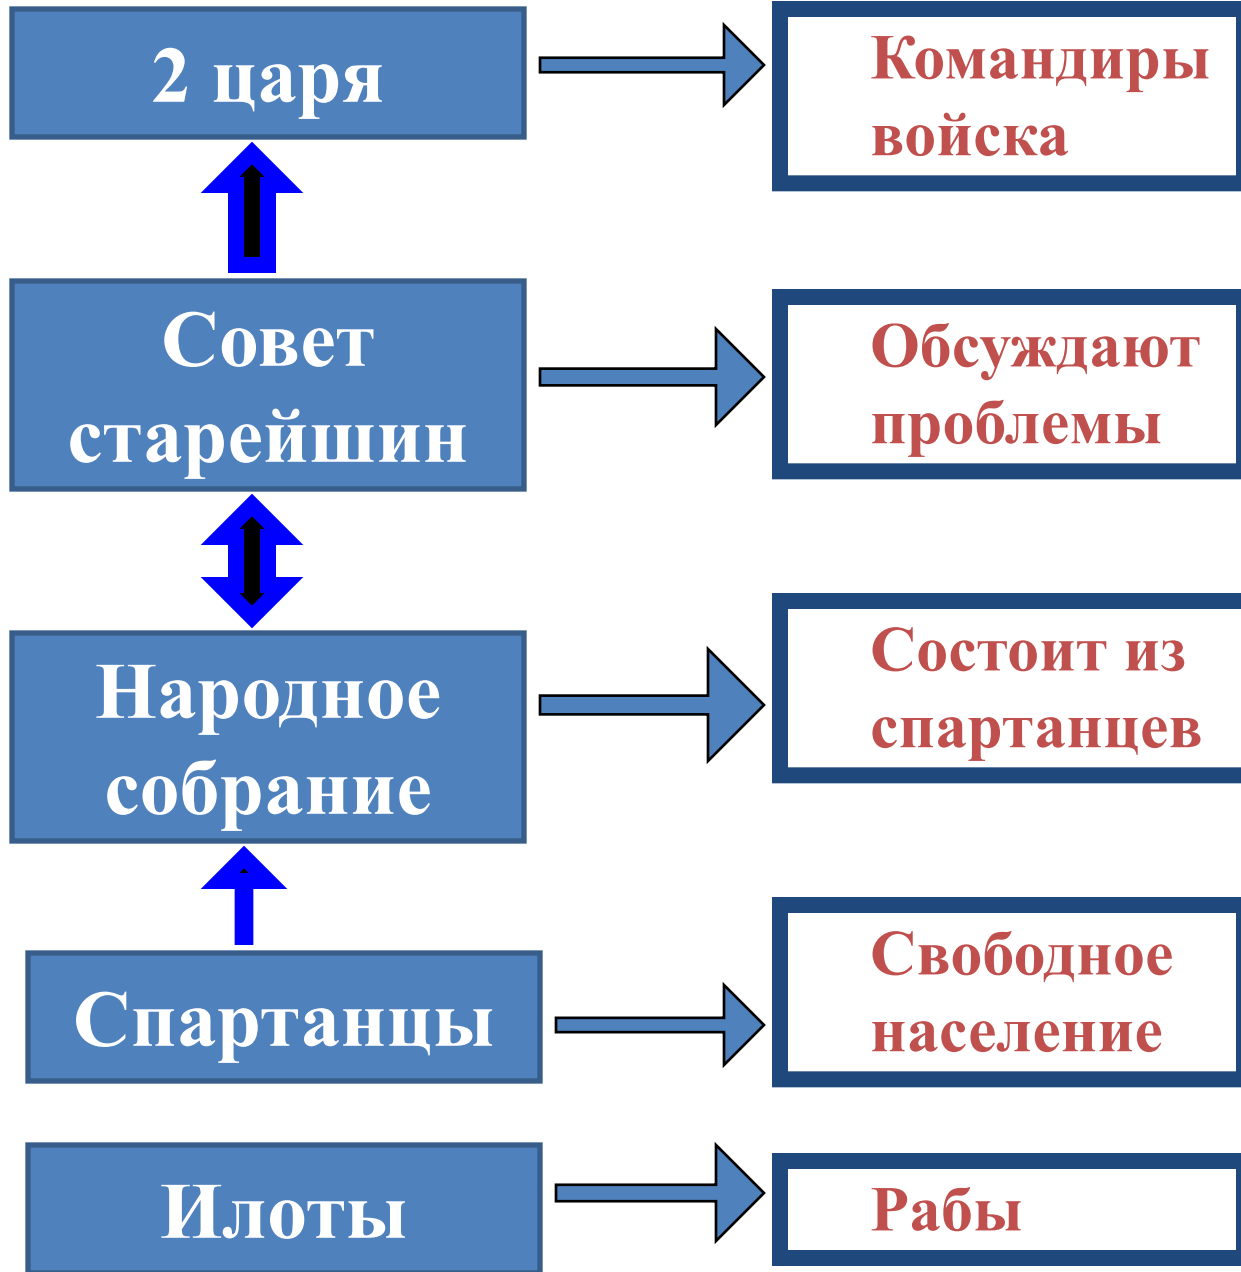 2 царя
Командиры
войска
Совет
старейшин
Обсуждают
проблемы
Народное
собрание
Состоит из
спартанцев
Спартанцы
Свободное
население
Илоты
Рабы